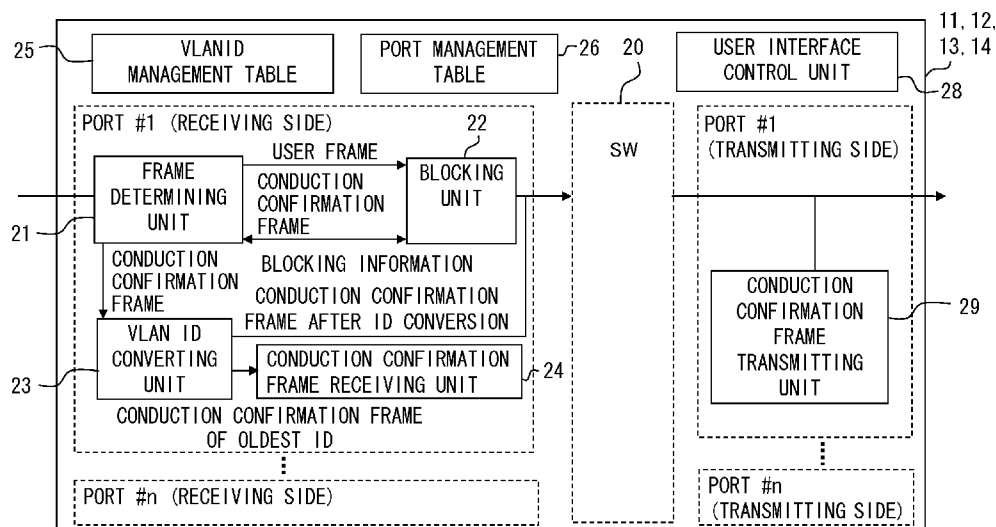 25
VLANID
MANAGEMENT TABLE
PORT MANAGEMENT
TABLE
26
20
USER INTERFACE
CONTROL UNIT
28
11, 12,
13, 14
PORT #1 (RECEIVING SIDE)
22
FRAME
DETERMINING
UNIT
21
USER FRAME
CONDUCTION
CONFIRMATION
FRAME
BLOCKING
UNIT
BLOCKING INFORMATION
CONDUCTION
CONFIRMATION
FRAME
CONDUCTION CONFIRMATION
FRAME AFTER ID CONVERSION
VLAN ID
CONVERTING
UNIT
23
CONDUCTION CONFIRMATION
FRAME RECEIVING UNIT
24
CONDUCTION CONFIRMATION FRAME
OF OLDEST ID
PORT #n (RECEIVING SIDE)
SW
PORT #1
(TRANSMITTING SIDE)
CONDUCTION
CONFIRMATION
FRAME
TRANSMITTING
UNIT
29
PORT #n
(TRANSMITTING SIDE)